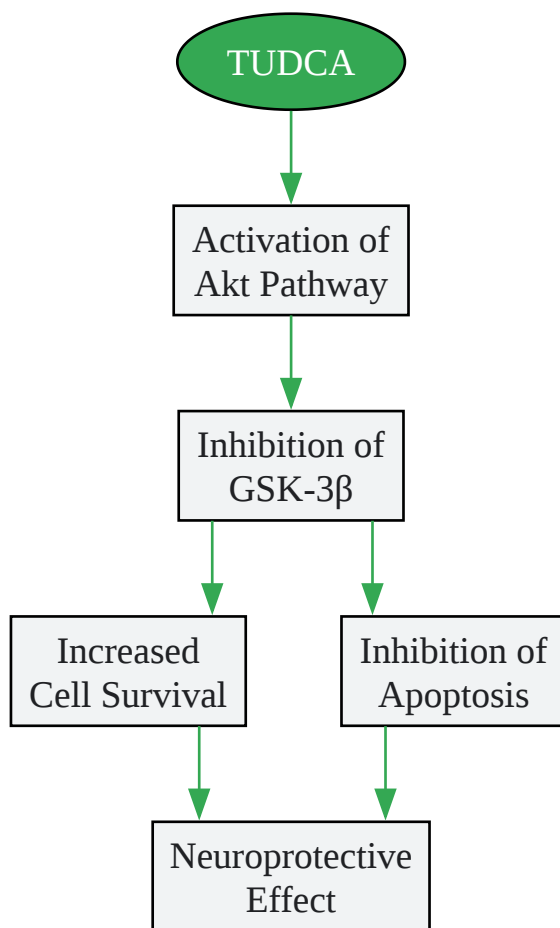 TUDCA
Activation of
Akt Pathway
Inhibition of
GSK-3β
Increased
Cell Survival
Inhibition of
Apoptosis
Neuroprotective
Effect